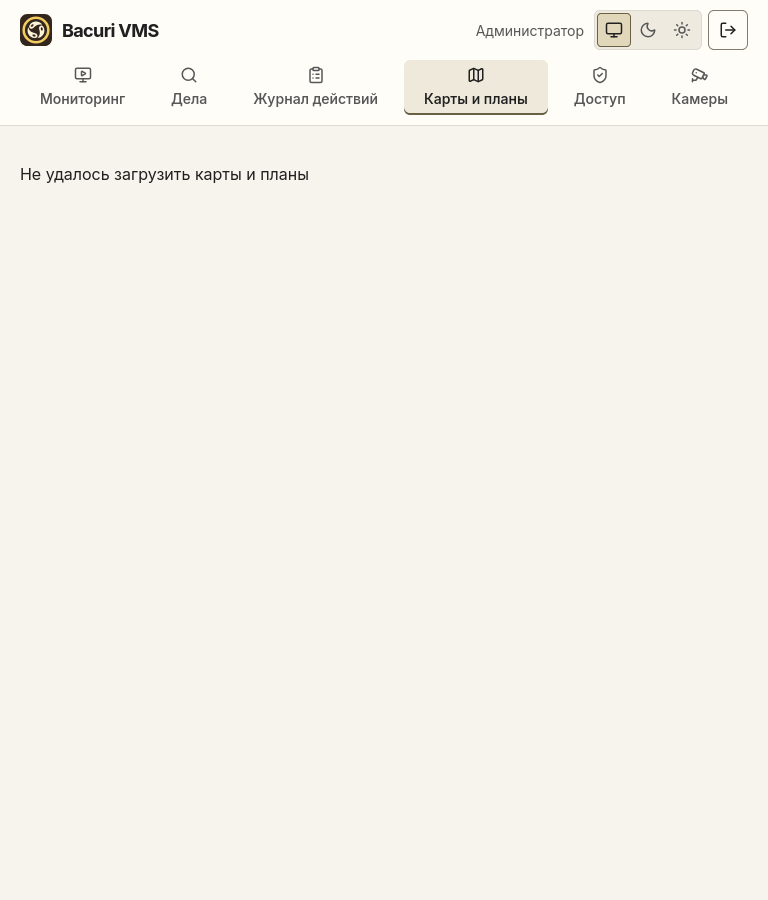 Bacuri VMS
Администратор
Мониторинг
Дела
Журнал действий
Карты и планы
Доступ
Камеры
Не удалось загрузить карты и планы